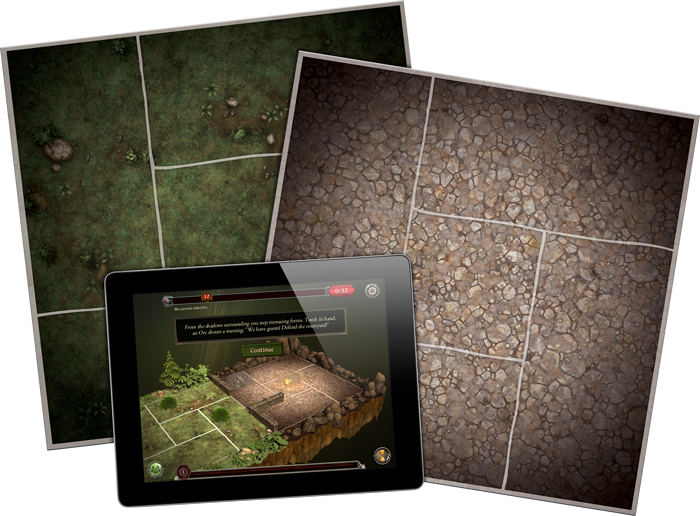 12
0/52
No current objective
From the shadows surrounding you step menacing forms. Torch in hand,
an Orc shouts a warning. "We have guests! Defend the courtyard!"
Continue